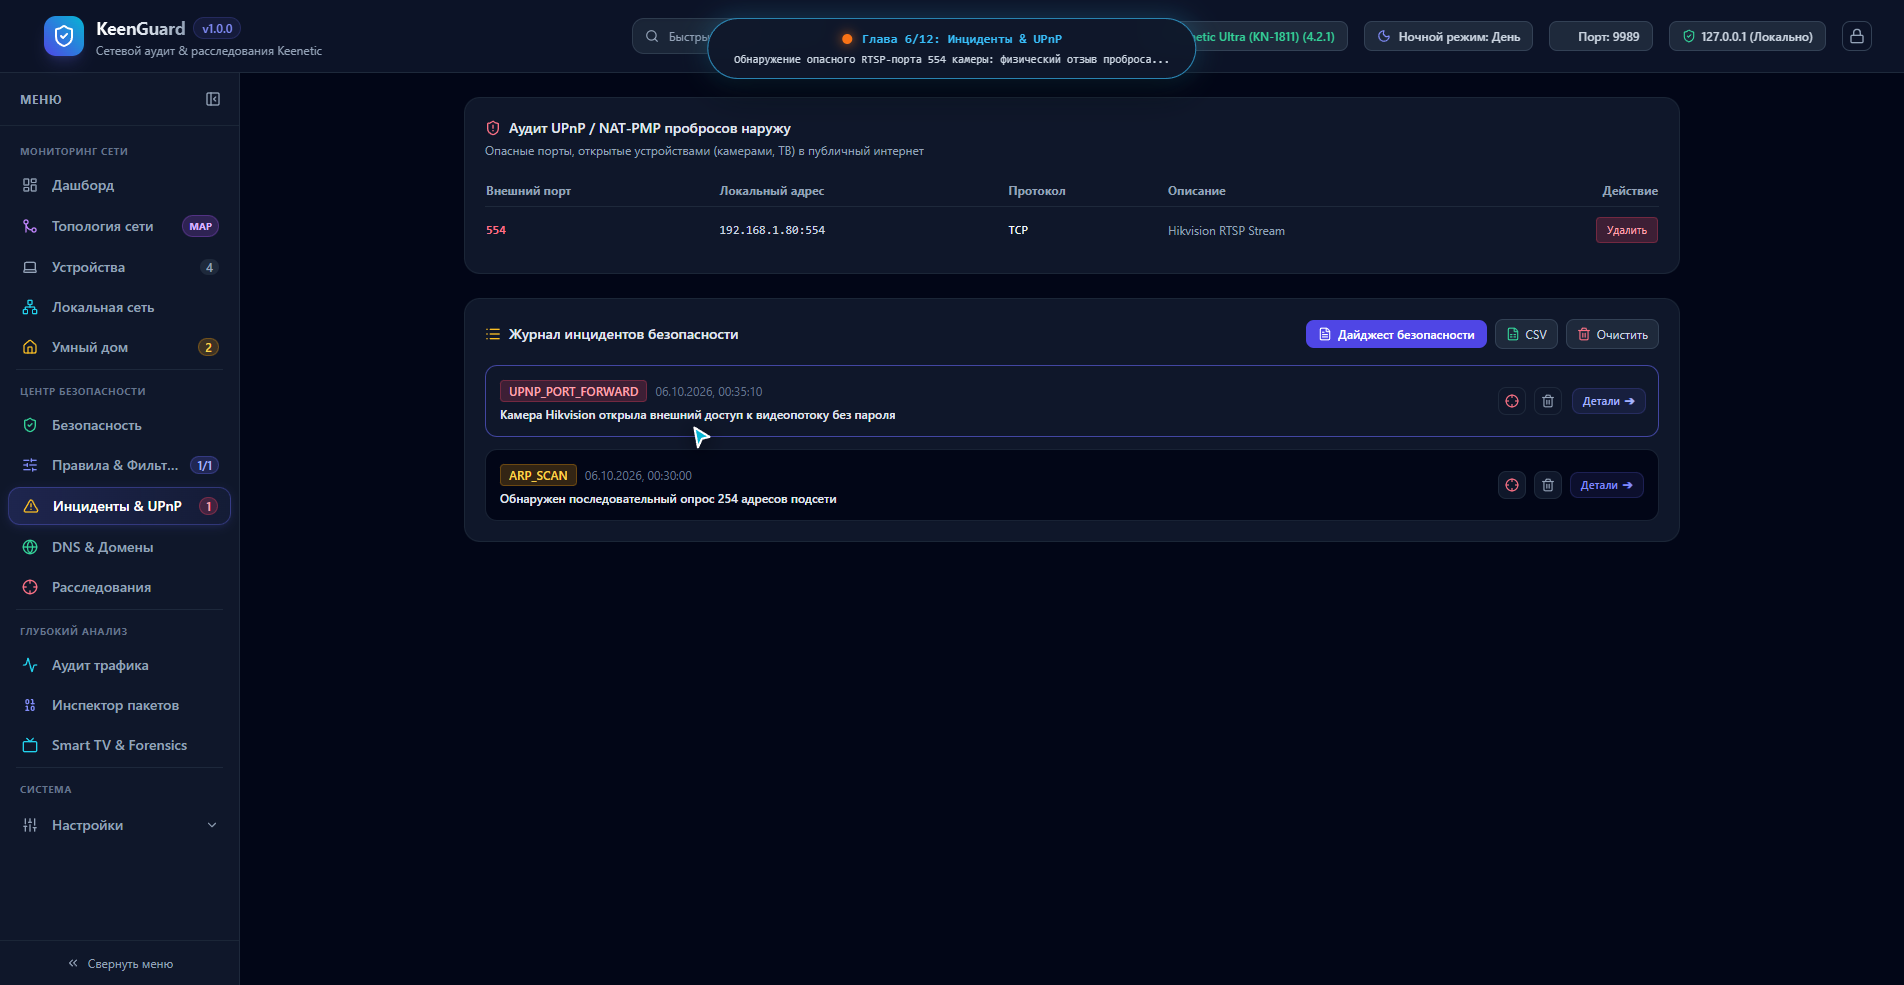 KeenGuard v1.0.0
Сетевой аудит & расследования Keenetic
Глава 6/12: Инциденты & UPnP
Обнаружение опасного RTSP-порта 554 камеры: физический отзыв проброса...
Ultra (KN-1811) (4.2.1)
Ночной режим: День
Порт: 9989
127.0.0.1 (Локально)
МЕНЮ
МОНИТОРИНГ СЕТИ
Дашборд
Топология сети MAP
Устройства 4
Локальная сеть
Умный дом 2
ЦЕНТР БЕЗОПАСНОСТИ
Безопасность
Правила & Фильт... 1/1
Инциденты & UPnP 1
DNS & Домены
Расследования
ГЛУБОКИЙ АНАЛИЗ
Аудит трафика
Инспектор пакетов
Smart TV & Forensics
СИСТЕМА
Настройки
Свернуть меню
Аудит UPnP / NAT-PMP пробросов наружу
Опасные порты, открытые устройствами (камерами, ТВ) в публичный интернет
Внешний порт Локальный адрес Протокол Описание Действие
554 192.168.1.80:554 TCP Hikvision RTSP Stream Удалить
Журнал инцидентов безопасности
Дайджест безопасности
CSV
Очистить
UPNP_PORT_FORWARD 06.10.2026, 00:35:10
Камера Hikvision открыла внешний доступ к видеопотоку без пароля
Детали ➔
ARP_SCAN 06.10.2026, 00:30:00
Обнаружен последовательный опрос 254 адресов подсети
Детали ➔